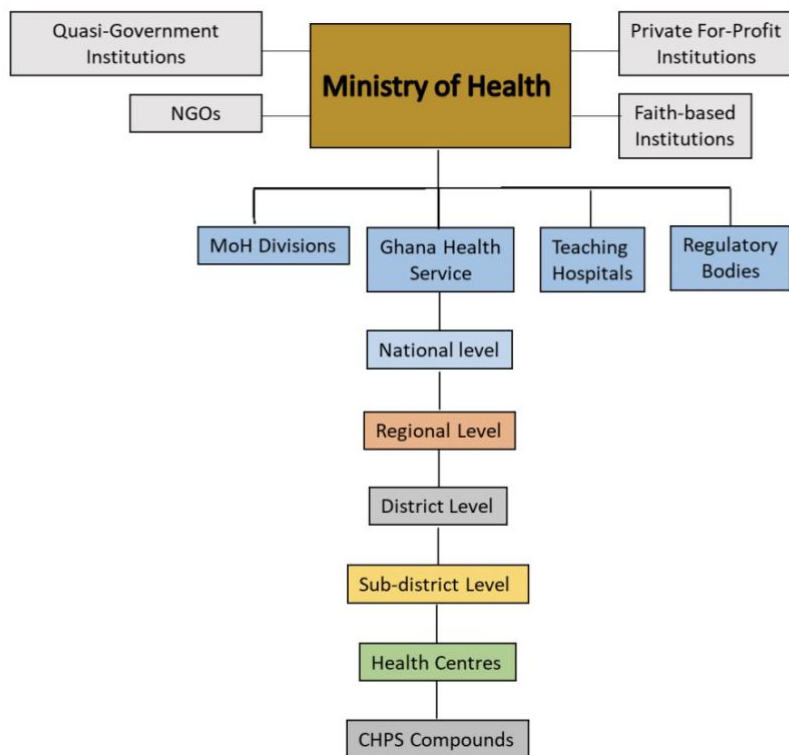 Quasi-Government
Institutions
Ministry of Health
Private For-Profit
Institutions
NGOs
Faith-based
Institutions
MoH Divisions
Ghana Health
Service
Teaching
Hospitals
Regulatory
Bodies
National level
Regional Level
District Level
Sub-district Level
Health Centres
CHPS Compounds